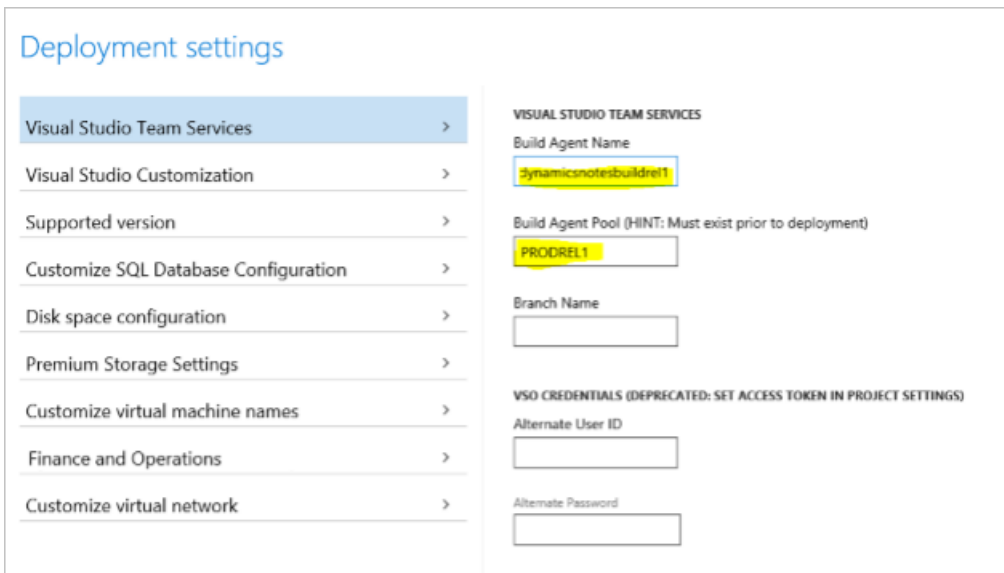 Deployment settings
Visual Studio Team Services
Visual Studio Customization
Supported version
Customize SQL Database Configuration
Disk space configuration
Premium Storage Settings
Customize virtual machine names
Finance and Operations
Customize virtual network
VISUAL STUDIO TEAM SERVICES
Build Agent Name
dynamicsnotesbuildrel1
Build Agent Pool (HINT: Must exist prior to deployment)
PRODREL1
Branch Name
VSO CREDENTIALS (DEPRECATED: SET ACCESS TOKEN IN PROJECT SETTINGS)
Alternate User ID
Alternate Password